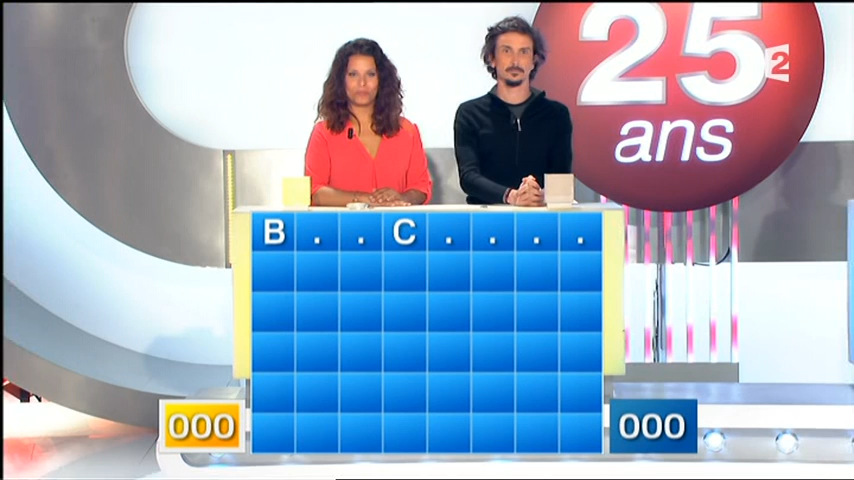 25
ans
2
B . . C . . . .
000
000